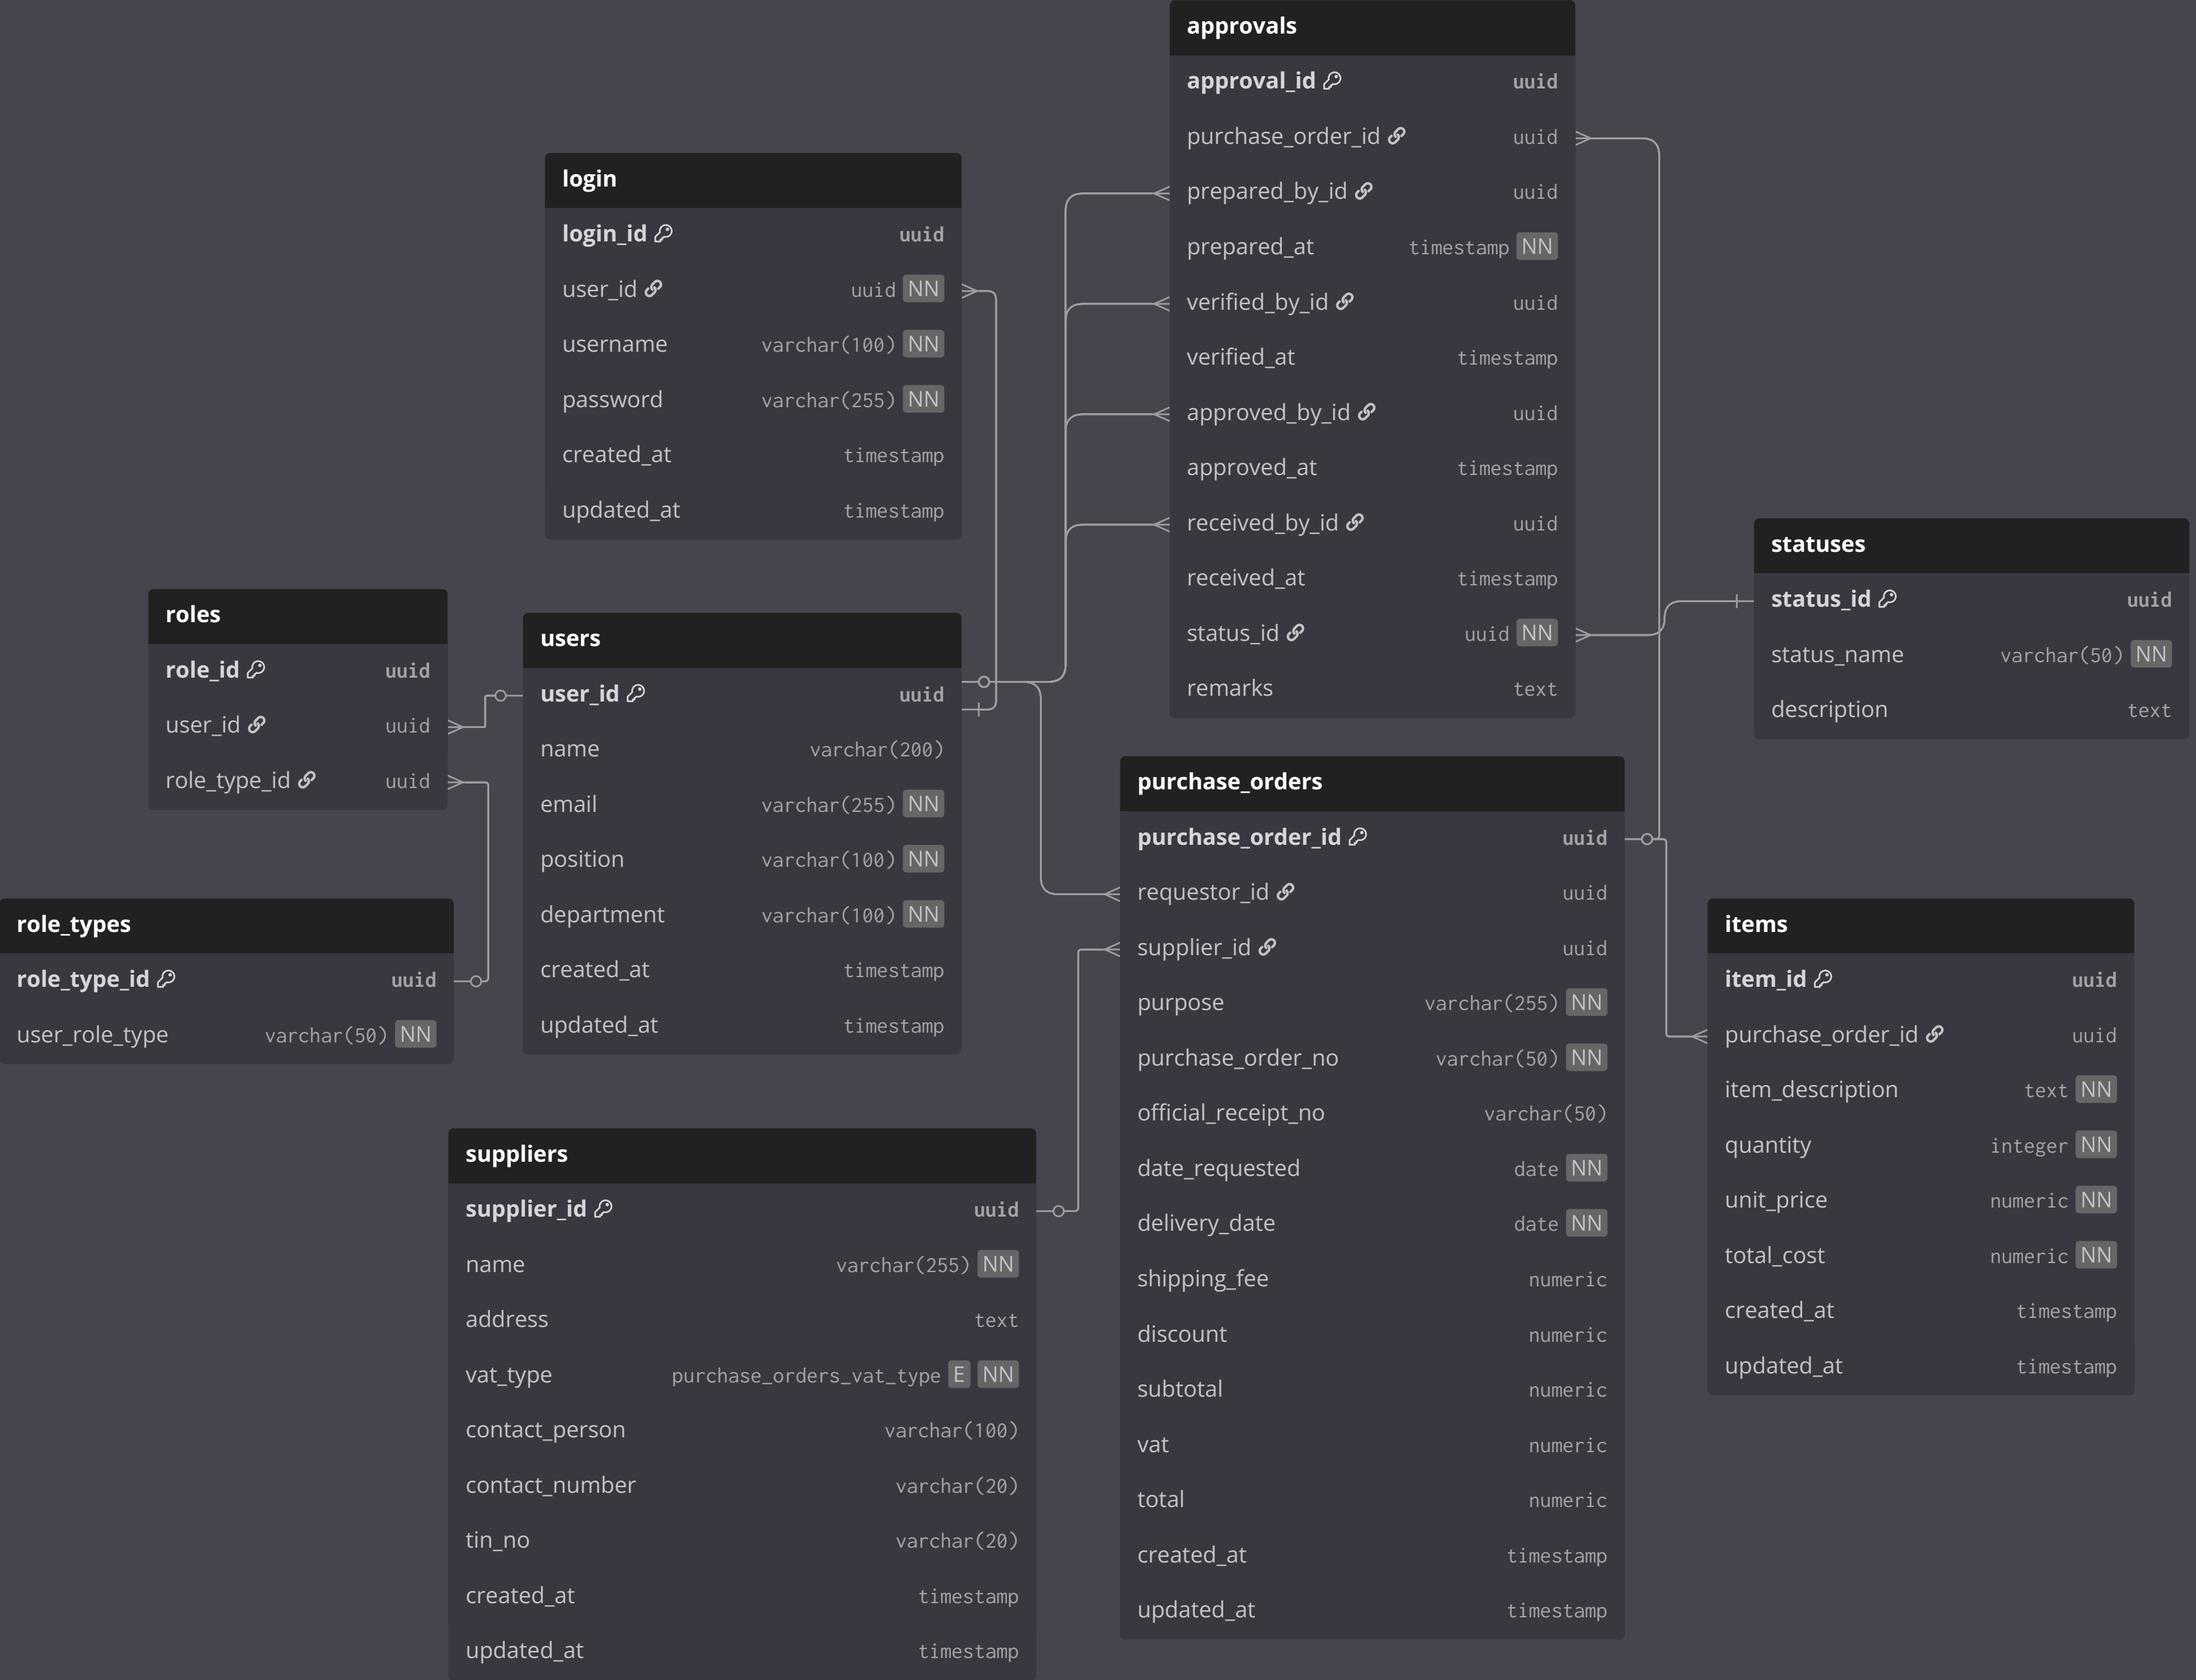 approvals
approval_id uuid
purchase_order_id uuid
prepared_by_id uuid
prepared_at timestamp NN
verified_by_id uuid
verified_at timestamp
approved_by_id uuid
approved_at timestamp
received_by_id uuid
received_at timestamp
status_id uuid NN
remarks text
login
login_id uuid
user_id uuid NN
username varchar(100) NN
password varchar(255) NN
created_at timestamp
updated_at timestamp
statuses
status_id uuid
status_name varchar(50) NN
description text
roles
role_id uuid
user_id uuid
role_type_id uuid
users
user_id uuid
name varchar(200)
email varchar(255) NN
position varchar(100) NN
department varchar(100) NN
created_at timestamp
updated_at timestamp
role_types
role_type_id uuid
user_role_type varchar(50) NN
purchase_orders
purchase_order_id uuid
requestor_id uuid
supplier_id uuid
purpose varchar(255) NN
purchase_order_no varchar(50) NN
official_receipt_no varchar(50)
date_requested date NN
delivery_date date NN
shipping_fee numeric
discount numeric
subtotal numeric
vat numeric
total numeric
created_at timestamp
updated_at timestamp
items
item_id uuid
purchase_order_id uuid
item_description text NN
quantity integer NN
unit_price numeric NN
total_cost numeric NN
created_at timestamp
updated_at timestamp
suppliers
supplier_id uuid
name varchar(255) NN
address text
vat_type purchase_orders_vat_type E NN
contact_person varchar(100)
contact_number varchar(20)
tin_no varchar(20)
created_at timestamp
updated_at timestamp